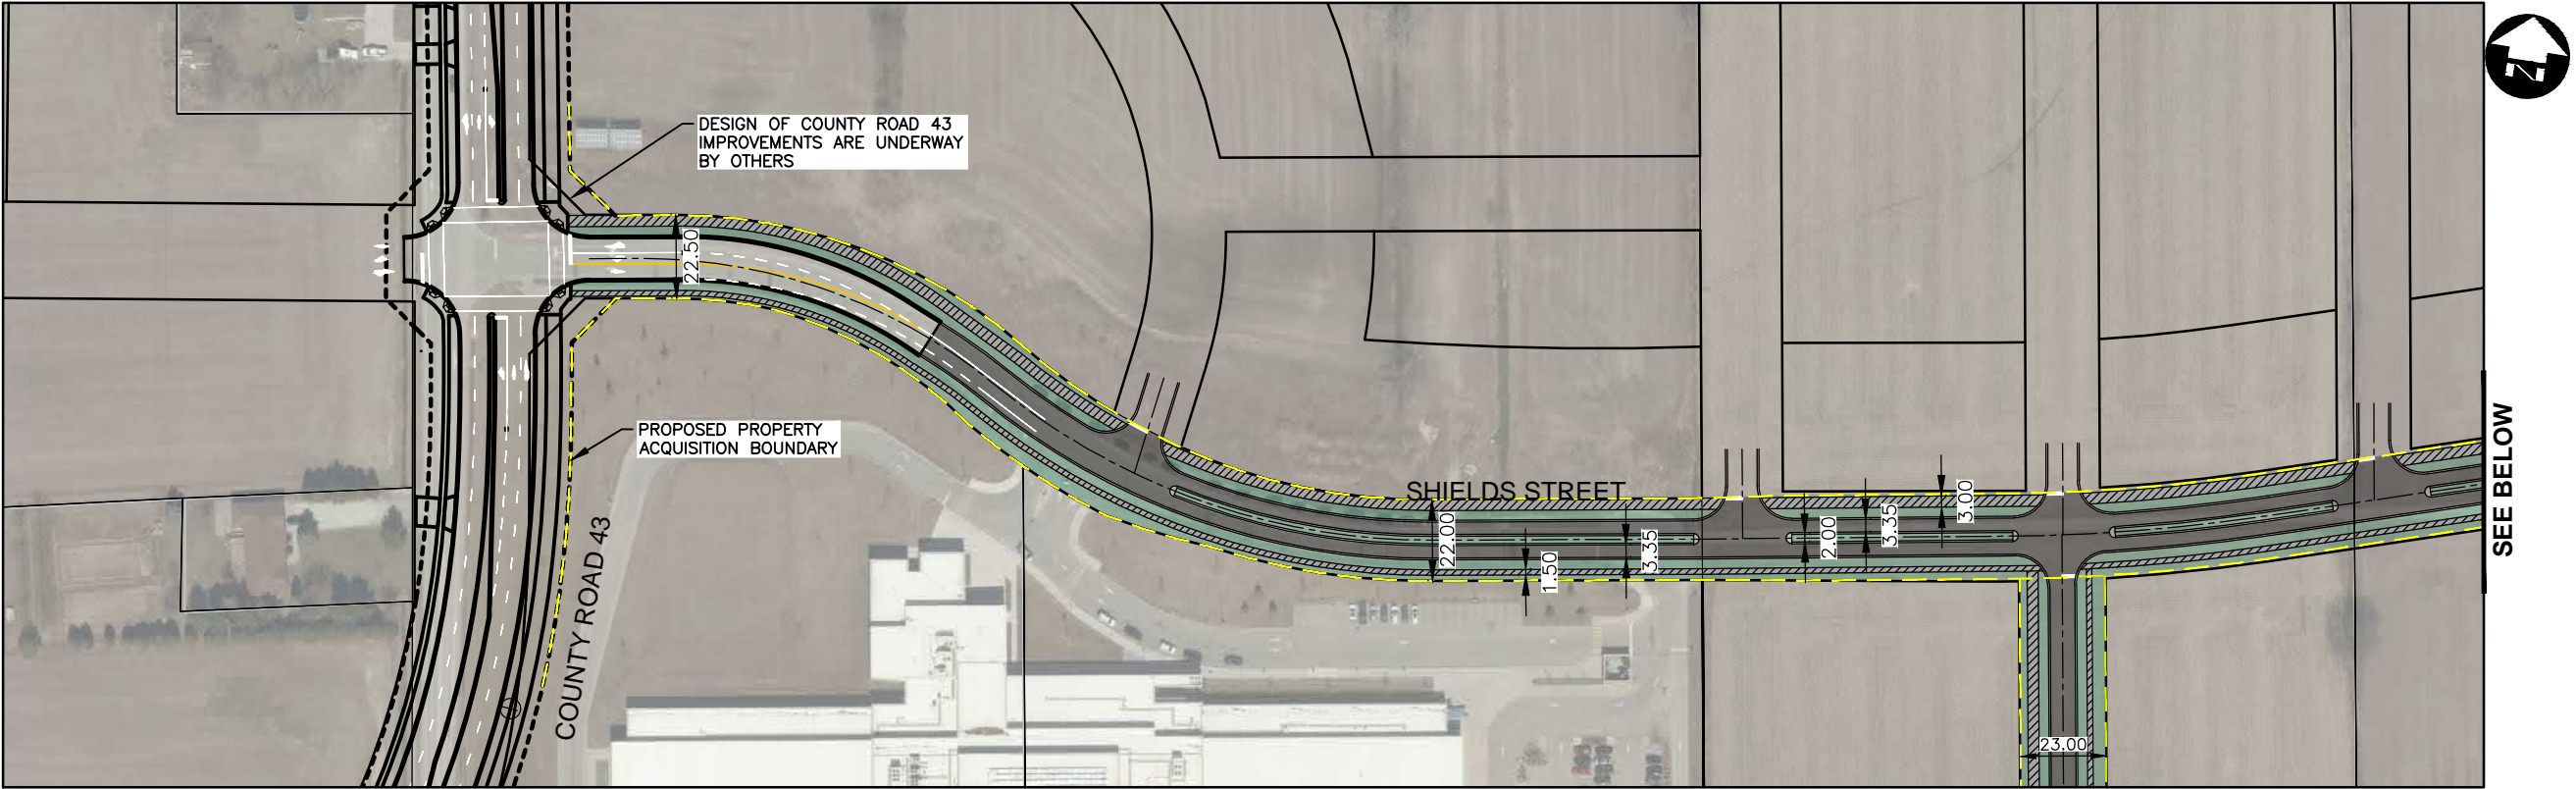 DESIGN OF COUNTY ROAD 43
IMPROVEMENTS ARE UNDERWAY
BY OTHERS
22.50
PROPOSED PROPERTY
ACQUISITION BOUNDARY
COUNTY ROAD 43
SHIELDS STREET
22.00
1.50
3.35
2.00
3.35
3.00
23.00
SEE BELOW
N